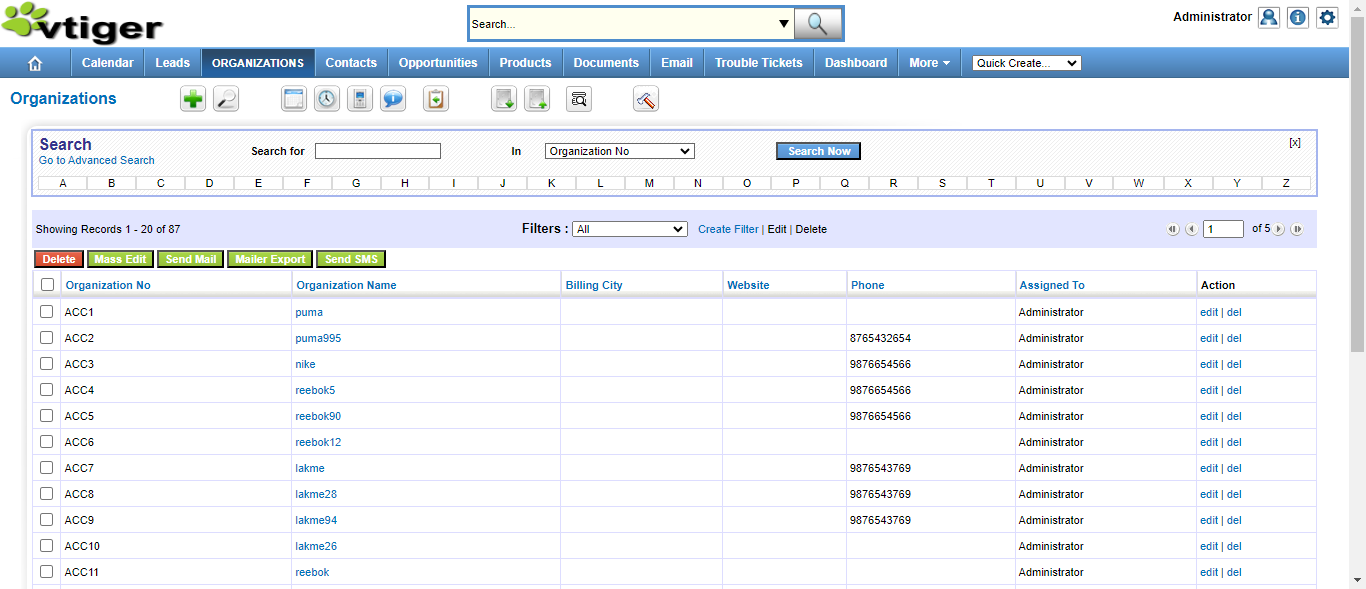 vtiger
Search...
Administrator
Calendar Leads ORGANIZATIONS Contacts Opportunities Products Documents Email Trouble Tickets Dashboard More Quick Create...
Organizations
Search
Go to Advanced Search
Search for In Organization No Search Now [x]
A B C D E F G H I J K L M N O P Q R S T U V W X Y Z
Showing Records 1 - 20 of 87 Filters : All Create Filter | Edit | Delete 1 of 5
Delete Mass Edit Send Mail Mailer Export Send SMS
Organization No Organization Name Billing City Website Phone Assigned To Action
ACC1 puma Administrator edit | del
ACC2 puma995 8765432654 Administrator edit | del
ACC3 nike 9876654566 Administrator edit | del
ACC4 reebok5 9876654566 Administrator edit | del
ACC5 reebok90 9876654566 Administrator edit | del
ACC6 reebok12 Administrator edit | del
ACC7 lakme 9876543769 Administrator edit | del
ACC8 lakme28 9876543769 Administrator edit | del
ACC9 lakme94 9876543769 Administrator edit | del
ACC10 lakme26 Administrator edit | del
ACC11 reebok Administrator edit | del